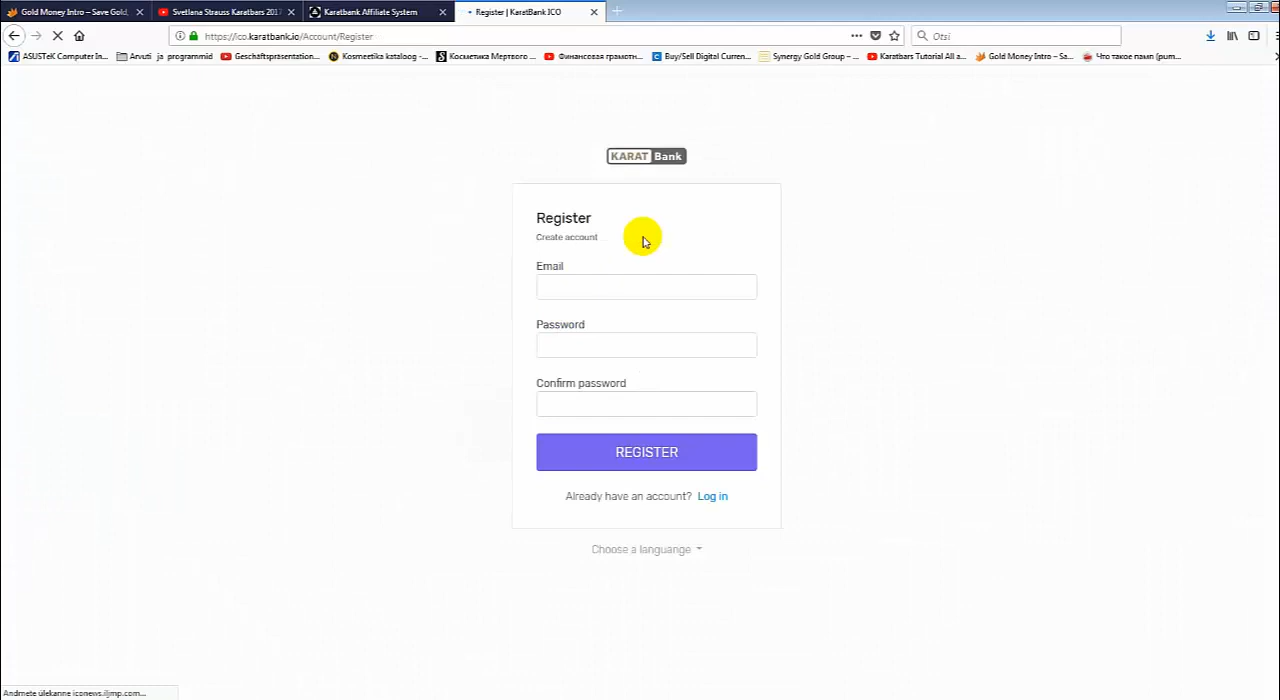 Gold Money Intro – Save Gold,
Svetlana Strauss Karatbars 2017
Karatbank Affiliate System
Register | KaratBank ICO
https://ico.karatbank.io/Account/Register
Otsi
ASUSTeK Computer In...
Arvuti ja programmid
Geschäftspräsentation...
Kosmeetika kataloog -...
Косметика Мертвого ...
Финансовая грамотн...
Buy/Sell Digital Curren...
Synergy Gold Group – ...
Karatbars Tutorial All a...
Gold Money Intro – Sa...
Что такое памп (pum...
KARAT Bank
Register
Create account
Email
Password
Confirm password
REGISTER
Already have an account? Log in
Choose a languange
Andmete ülekanne iconews.iljmp.com...